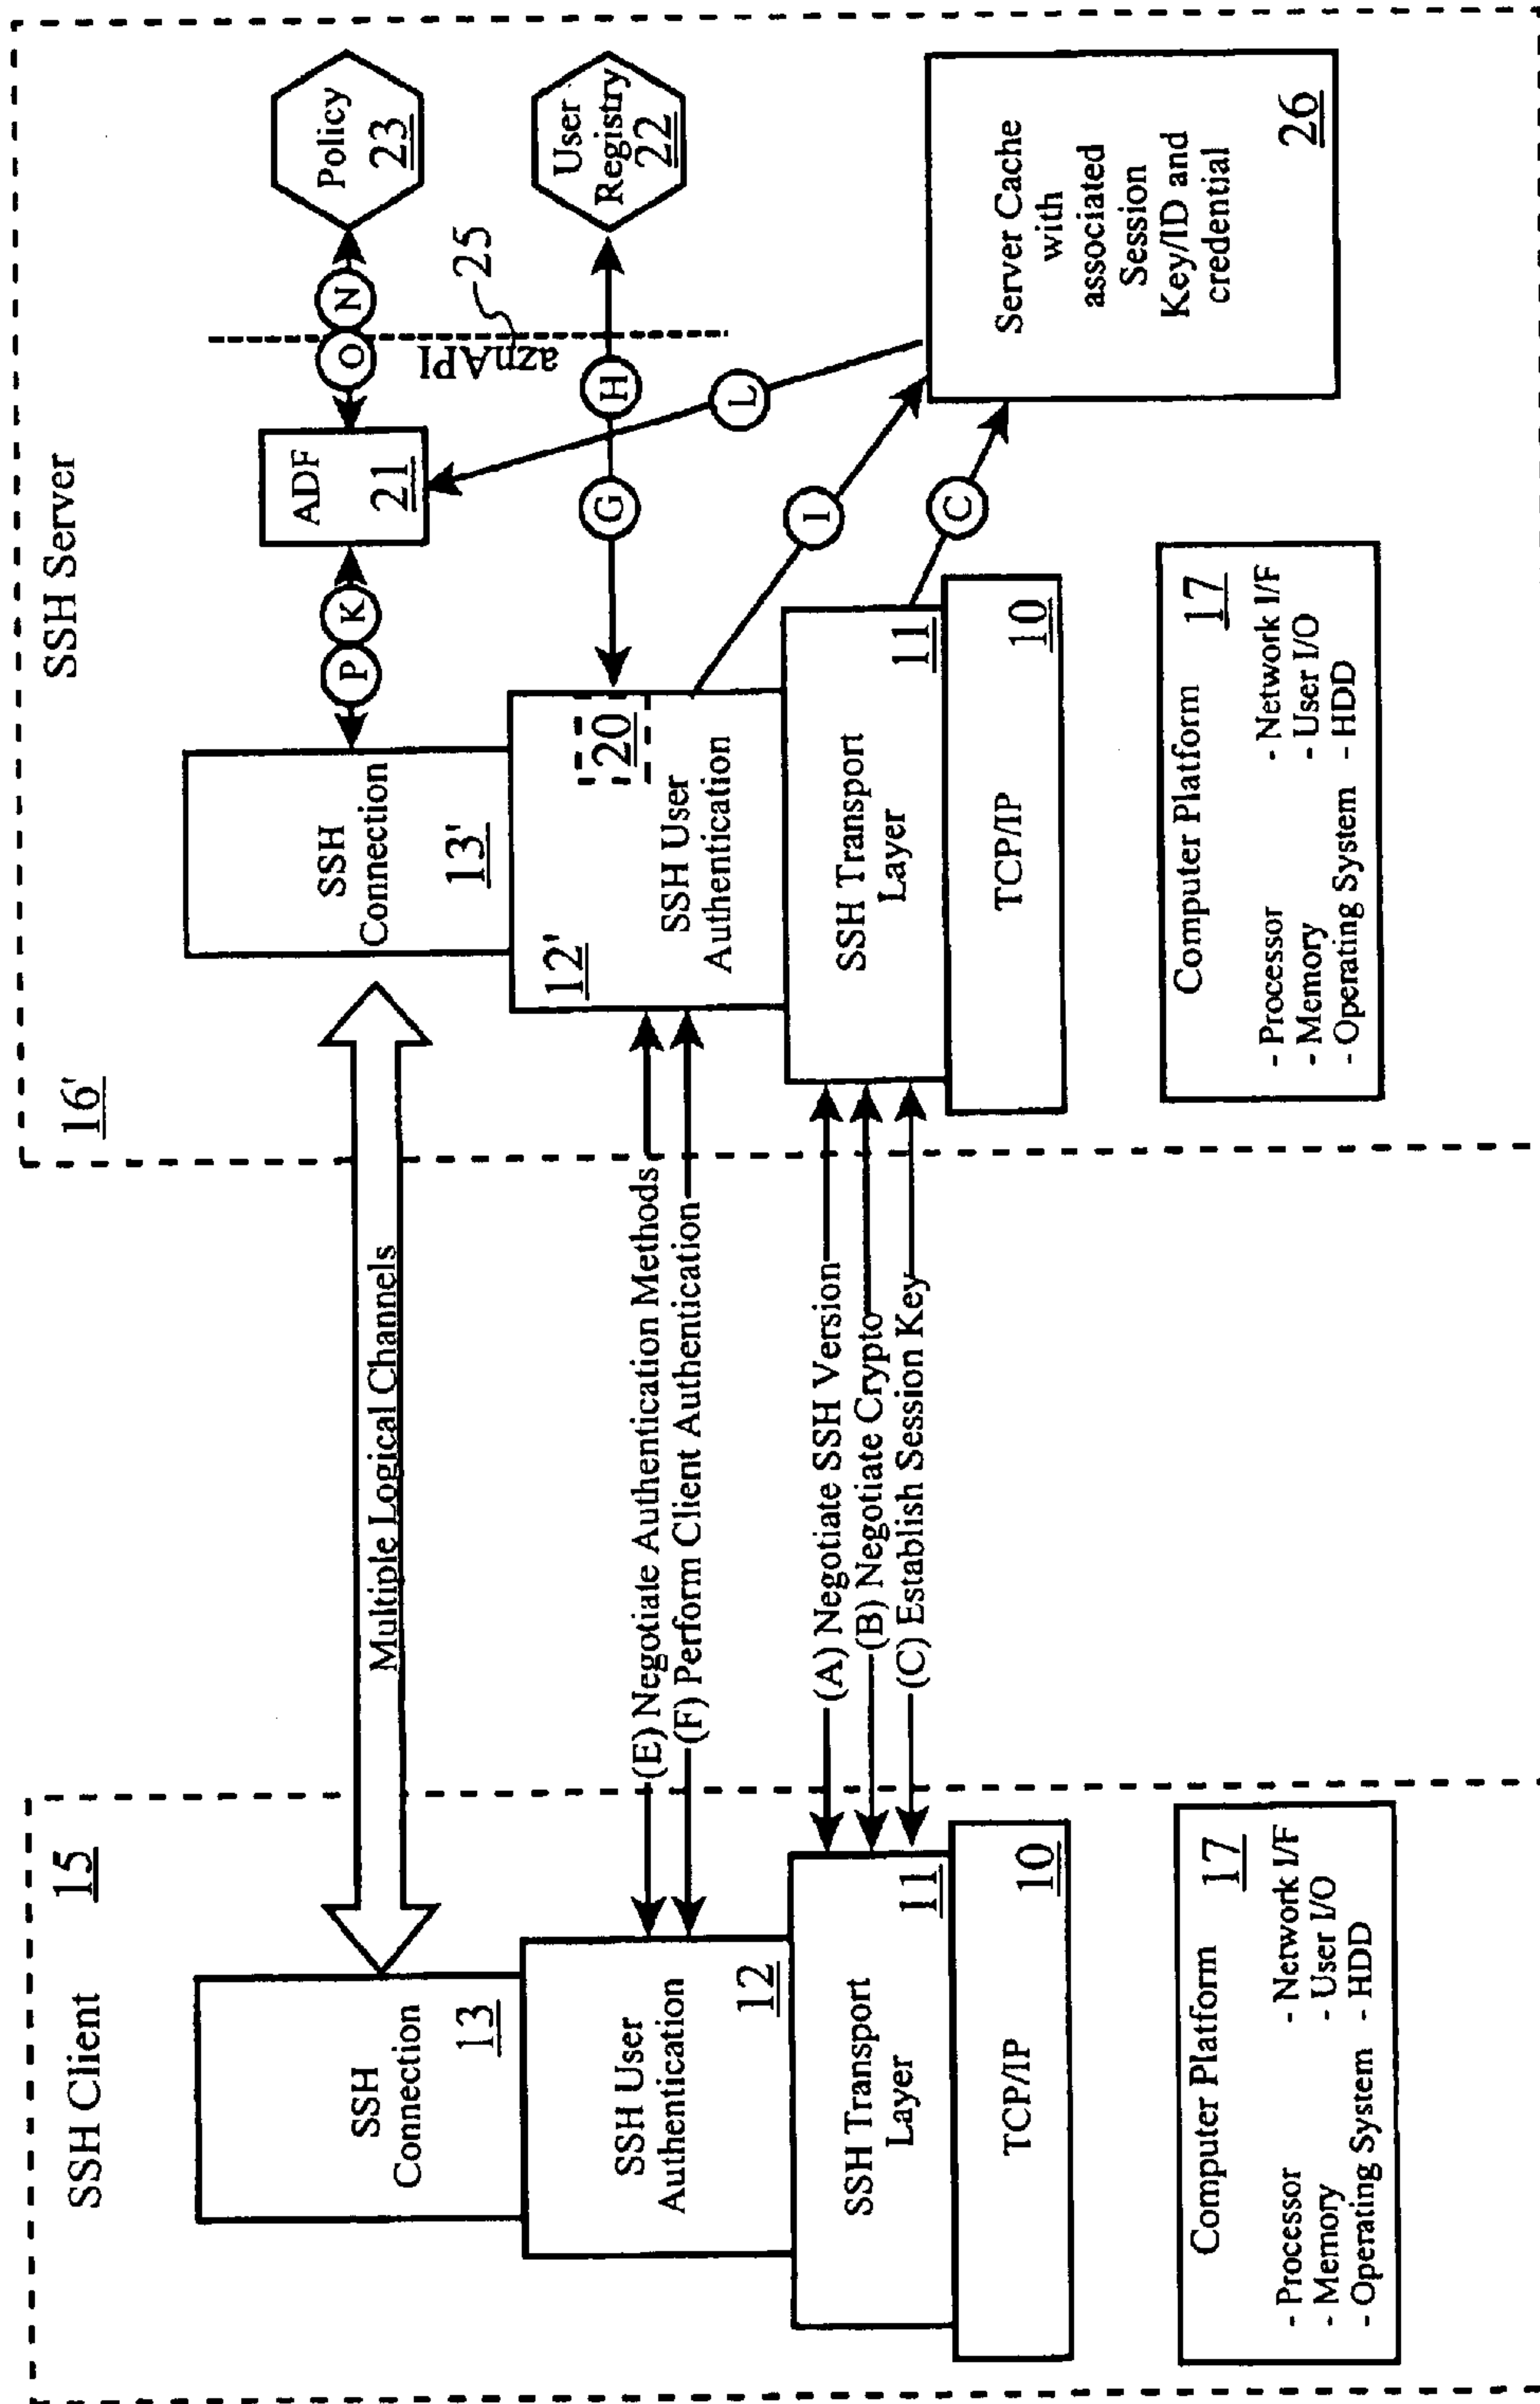 SSH Client
15
SSH
Connection
13
SSH User
Authentication
12
SSH Transport
Layer
11
TCP/IP
10
Computer Platform
17
- Processor
- Memory
- Operating System
- Network I/F
- User I/O
- HDD
Multiple Logical Channels
(E) Negotiate Authentication Methods
(F) Perform Client Authentication
(A) Negotiate SSH Version
(B) Negotiate Crypto
(C) Establish Session Key
16'
SSH Server
SSH
Connection
13'
12'
20
SSH User
Authentication
SSH Transport
Layer
11
TCP/IP
10
Computer Platform
17
- Processor
- Memory
- Operating System
- Network I/F
- User I/O
- HDD
P
K
ADF
21
O
N
Policy
23
aznAPI
25
G
H
User
Registry
22
L
I
C
Server Cache
with
associated
Session
Key/ID and
credential
26